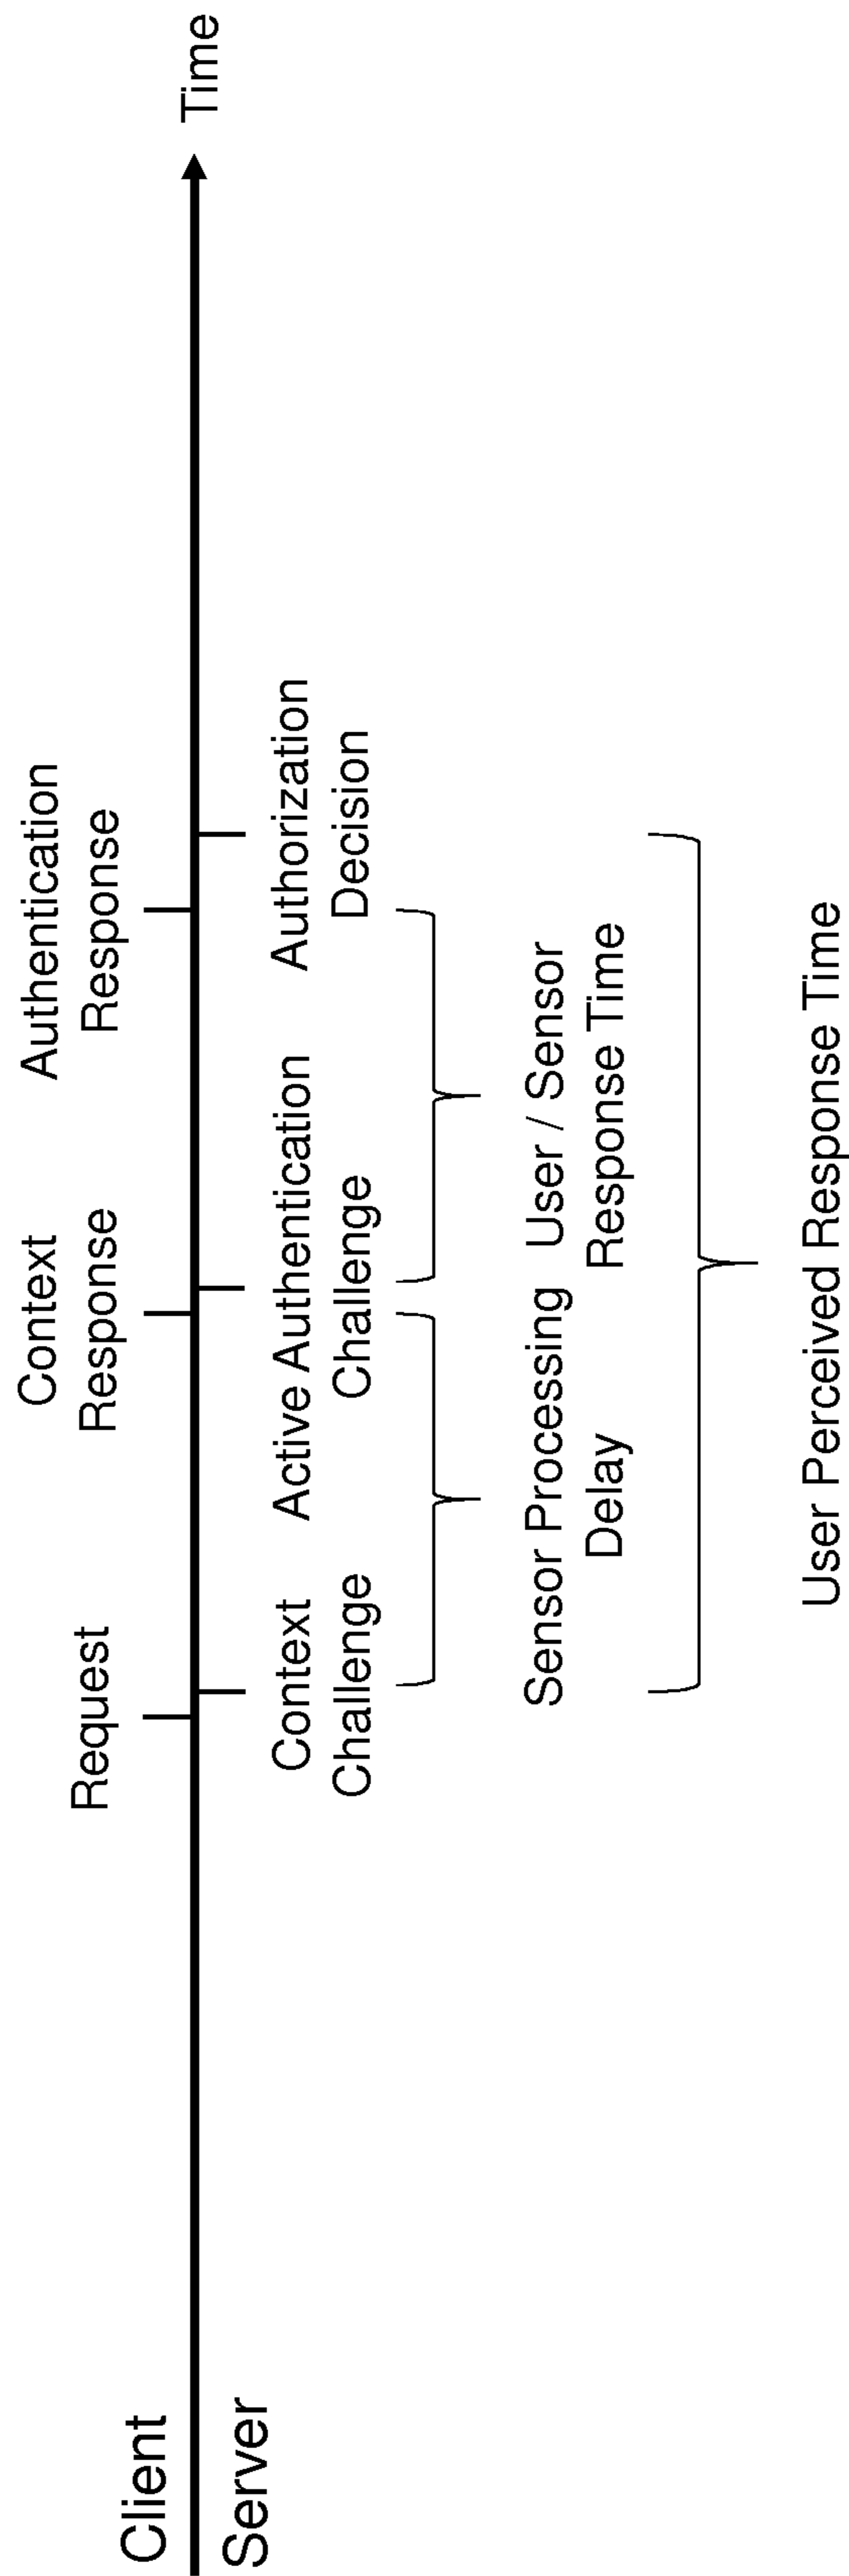 Client
Server
Request
Context
Response
Authentication
Response
Time
Context
Challenge
Active Authentication
Challenge
Authorization
Decision
Sensor Processing
Delay
User / Sensor
Response Time
User Perceived Response Time